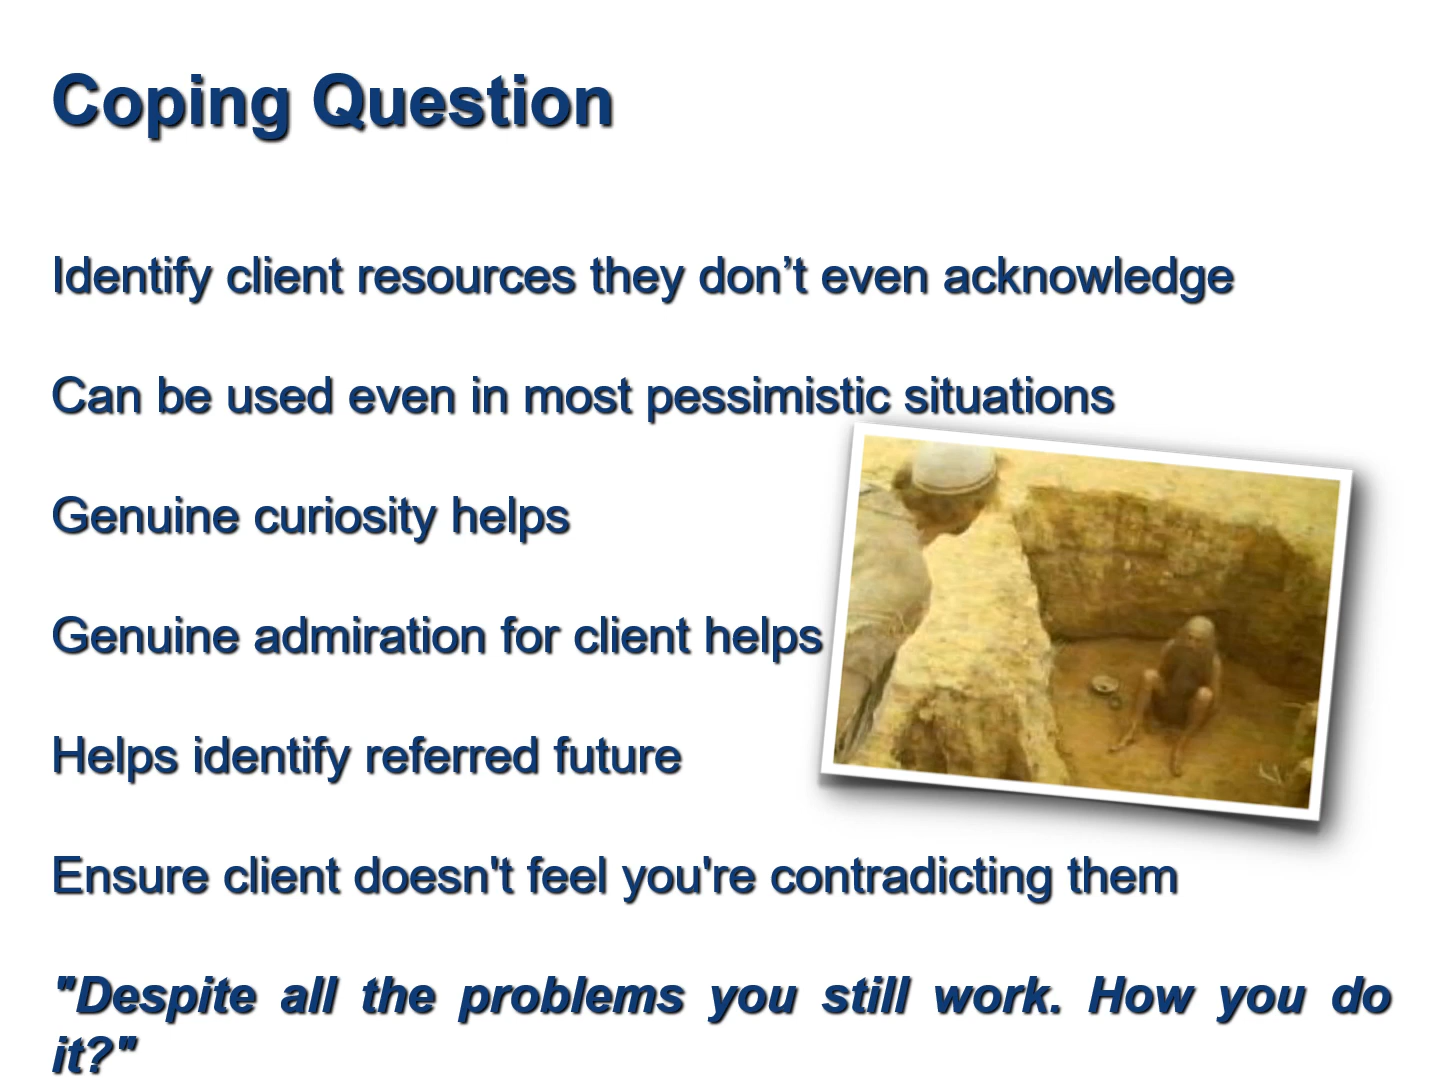 Coping Question
Identify client resources they don’t even acknowledge
Can be used even in most pessimistic situations
Genuine curiosity helps
Genuine admiration for client helps
Helps identify referred future
Ensure client doesn't feel you're contradicting them
"Despite all the problems you still work. How you do
it?"